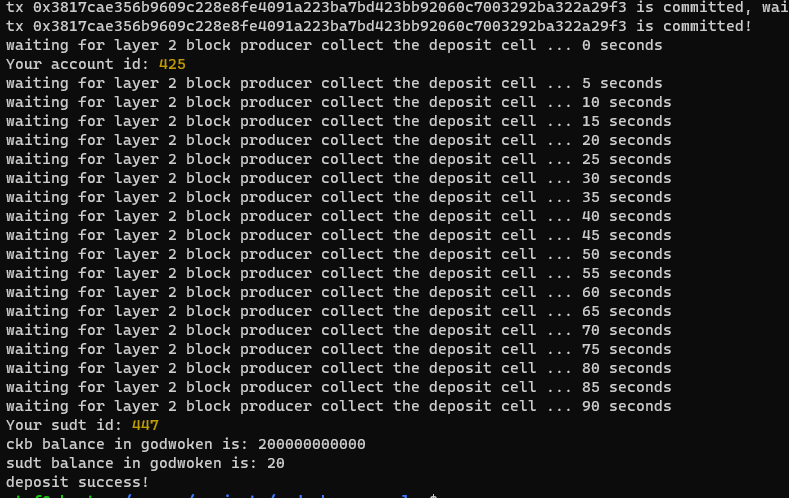 tx 0x3817cae356b9609c228e8fe4091a223ba7bd423bb92060c7003292ba322a29f3 is committed, wai
tx 0x3817cae356b9609c228e8fe4091a223ba7bd423bb92060c7003292ba322a29f3 is committed!
waiting for layer 2 block producer collect the deposit cell ... 0 seconds
Your account id: 425
waiting for layer 2 block producer collect the deposit cell ... 5 seconds
waiting for layer 2 block producer collect the deposit cell ... 10 seconds
waiting for layer 2 block producer collect the deposit cell ... 15 seconds
waiting for layer 2 block producer collect the deposit cell ... 20 seconds
waiting for layer 2 block producer collect the deposit cell ... 25 seconds
waiting for layer 2 block producer collect the deposit cell ... 30 seconds
waiting for layer 2 block producer collect the deposit cell ... 35 seconds
waiting for layer 2 block producer collect the deposit cell ... 40 seconds
waiting for layer 2 block producer collect the deposit cell ... 45 seconds
waiting for layer 2 block producer collect the deposit cell ... 50 seconds
waiting for layer 2 block producer collect the deposit cell ... 55 seconds
waiting for layer 2 block producer collect the deposit cell ... 60 seconds
waiting for layer 2 block producer collect the deposit cell ... 65 seconds
waiting for layer 2 block producer collect the deposit cell ... 70 seconds
waiting for layer 2 block producer collect the deposit cell ... 75 seconds
waiting for layer 2 block producer collect the deposit cell ... 80 seconds
waiting for layer 2 block producer collect the deposit cell ... 85 seconds
waiting for layer 2 block producer collect the deposit cell ... 90 seconds
Your sudt id: 447
ckb balance in godwoken is: 200000000000
sudt balance in godwoken is: 20
deposit success!